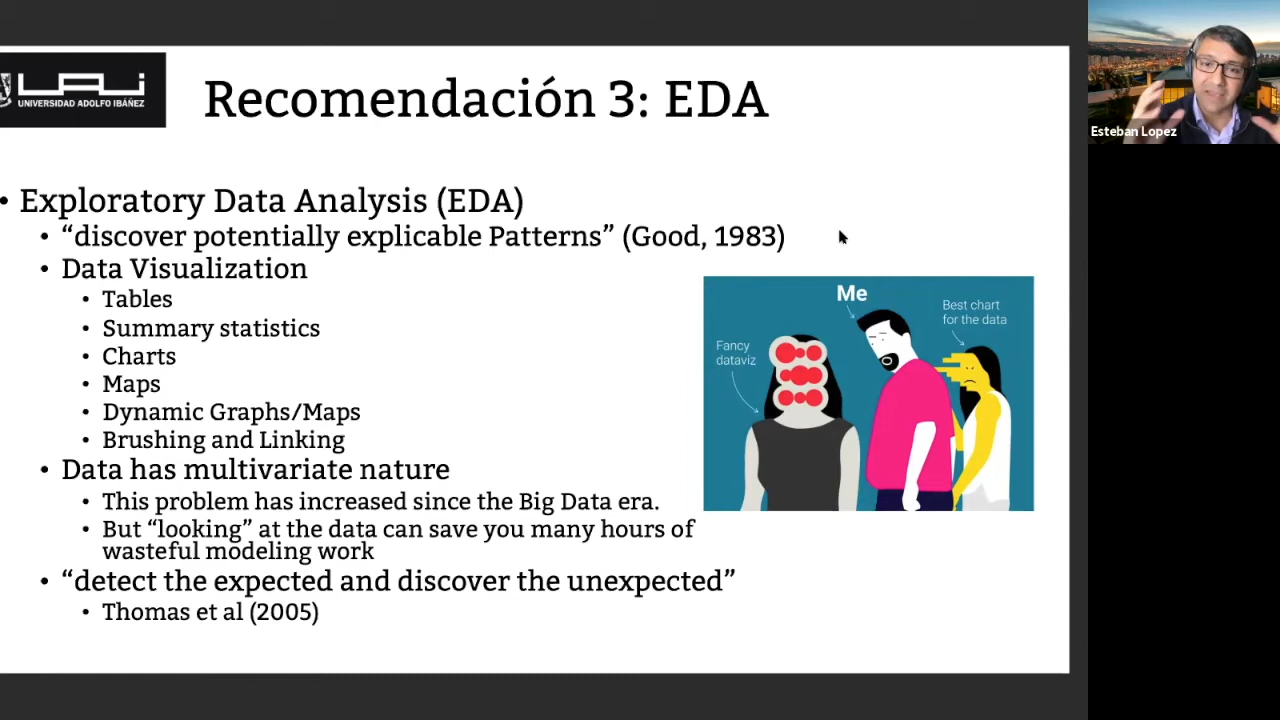 UAI
UNIVERSIDAD ADOLFO IBÁÑEZ
Recomendación 3: EDA
Esteban Lopez
• Exploratory Data Analysis (EDA)
• “discover potentially explicable Patterns” (Good, 1983)
• Data Visualization
• Tables
• Summary statistics
• Charts
• Maps
• Dynamic Graphs/Maps
• Brushing and Linking
Me
Best chart
for the data
Fancy
dataviz
• Data has multivariate nature
• This problem has increased since the Big Data era.
• But “looking” at the data can save you many hours of
wasteful modeling work
• “detect the expected and discover the unexpected”
• Thomas et al (2005)